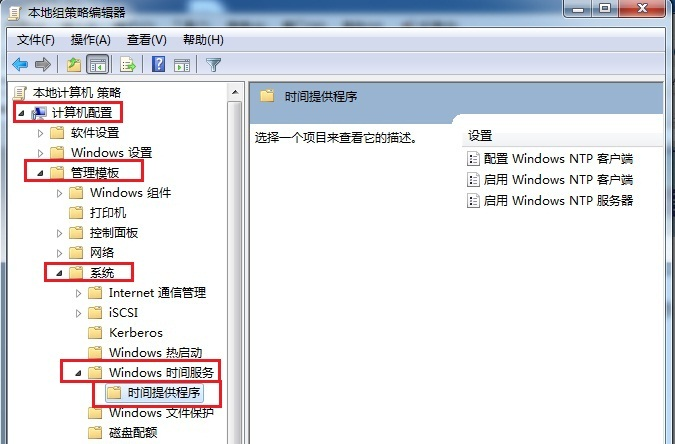 本地组策略编辑器
文件(F) 操作(A) 查看(V) 帮助(H)
本地计算机 策略
计算机配置
软件设置
Windows 设置
管理模板
Windows 组件
打印机
控制面板
网络
系统
Internet 通信管理
iSCSI
Kerberos
Windows 热启动
Windows 时间服务
时间提供程序
Windows 文件保护
磁盘配额
时间提供程序
选择一个项目来查看它的描述。
设置
配置 Windows NTP 客户端
启用 Windows NTP 客户端
启用 Windows NTP 服务器